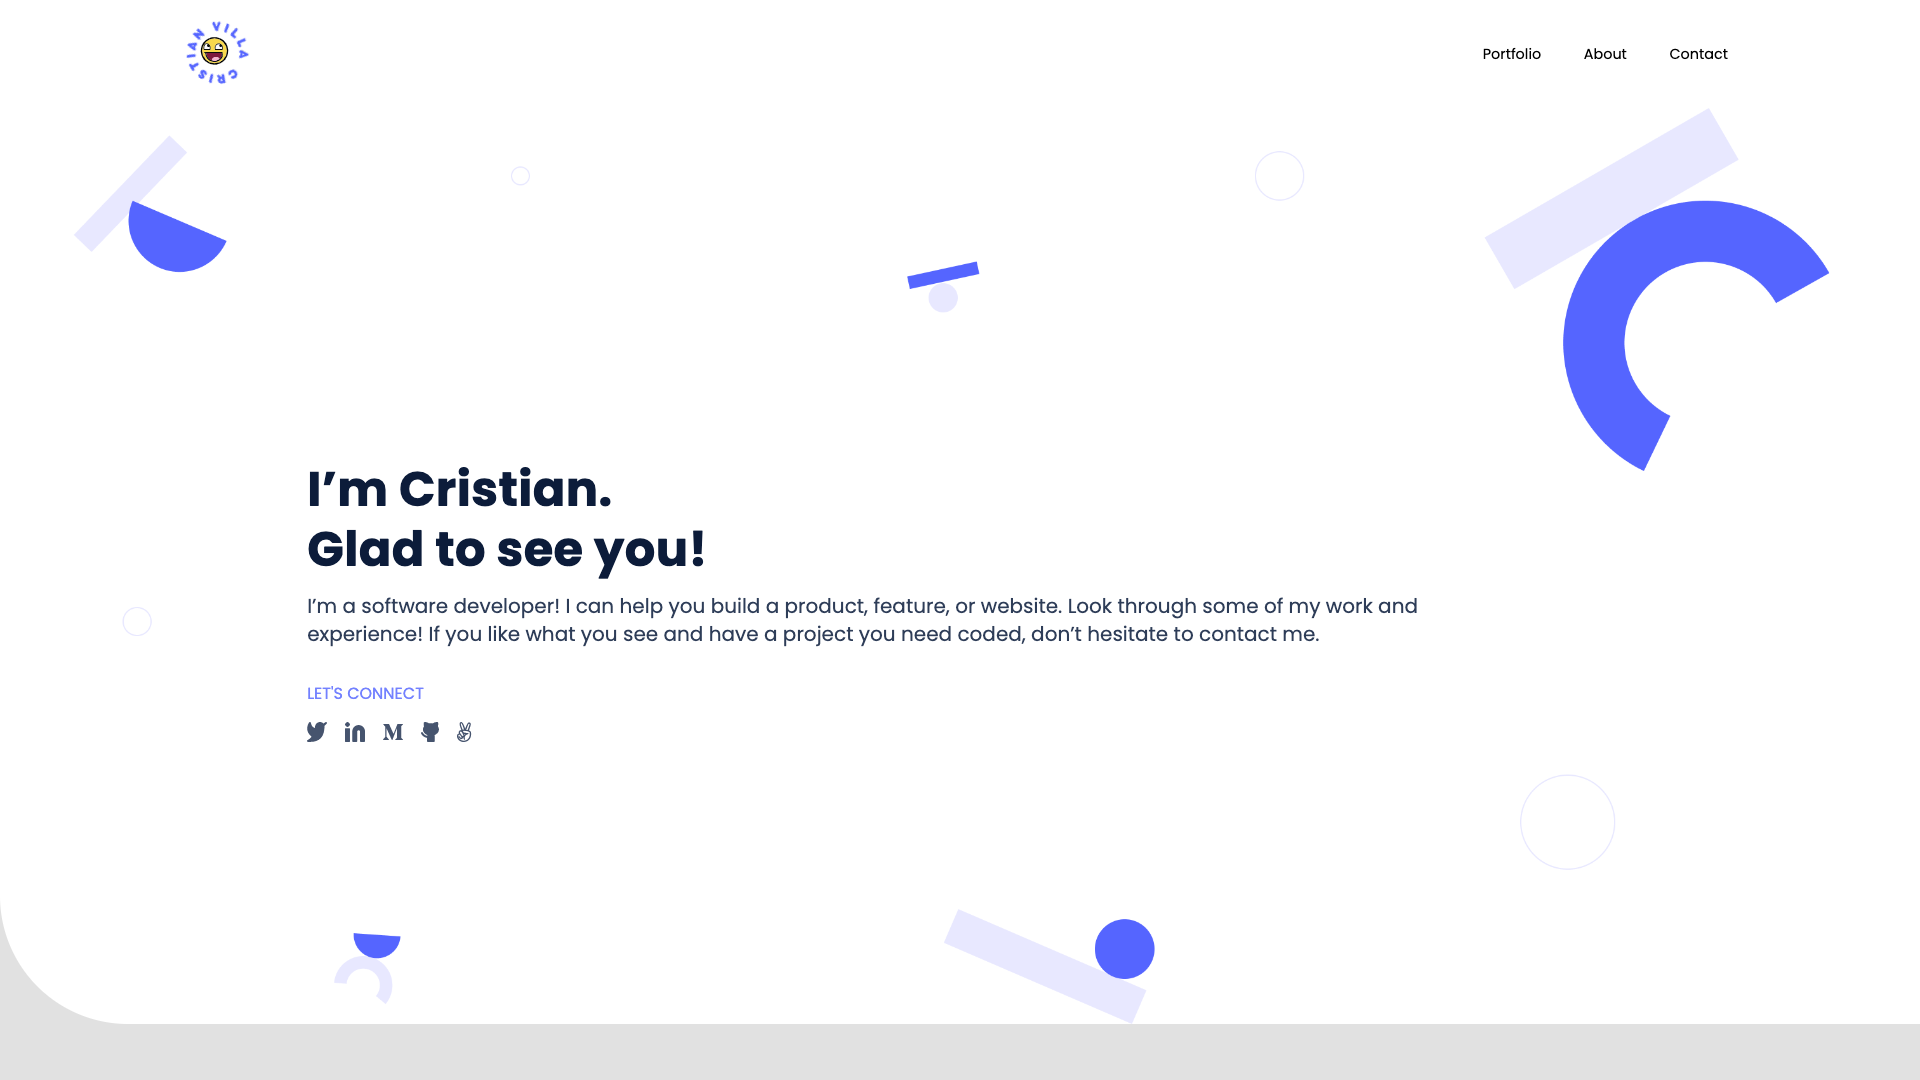 CRISTIAN VILLA
Portfolio About Contact
I’m Cristian.
Glad to see you!
I’m a software developer! I can help you build a product, feature, or website. Look through some of my work and
experience! If you like what you see and have a project you need coded, don’t hesitate to contact me.
LET'S CONNECT